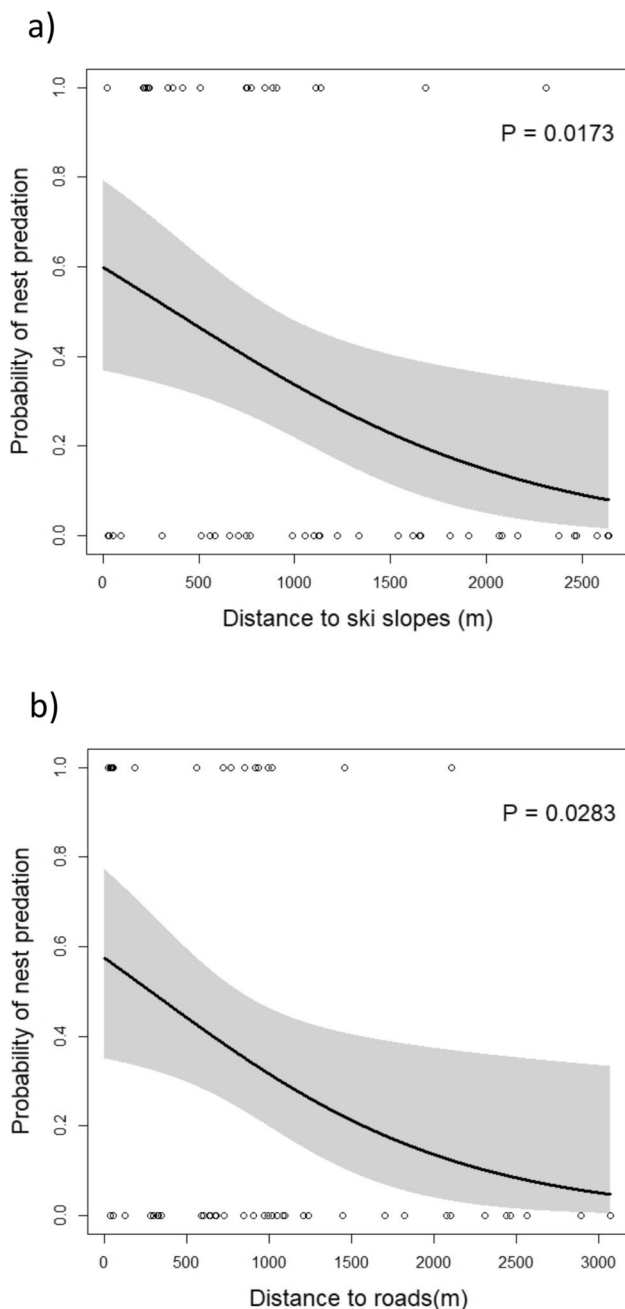 a)
P = 0.0173
Probability of nest predation
0.0 0.2 0.4 0.6 0.8 1.0
0 500 1000 1500 2000 2500
Distance to ski slopes (m)
b)
P = 0.0283
Probability of nest predation
0.0 0.2 0.4 0.6 0.8 1.0
0 500 1000 1500 2000 2500 3000
Distance to roads(m)